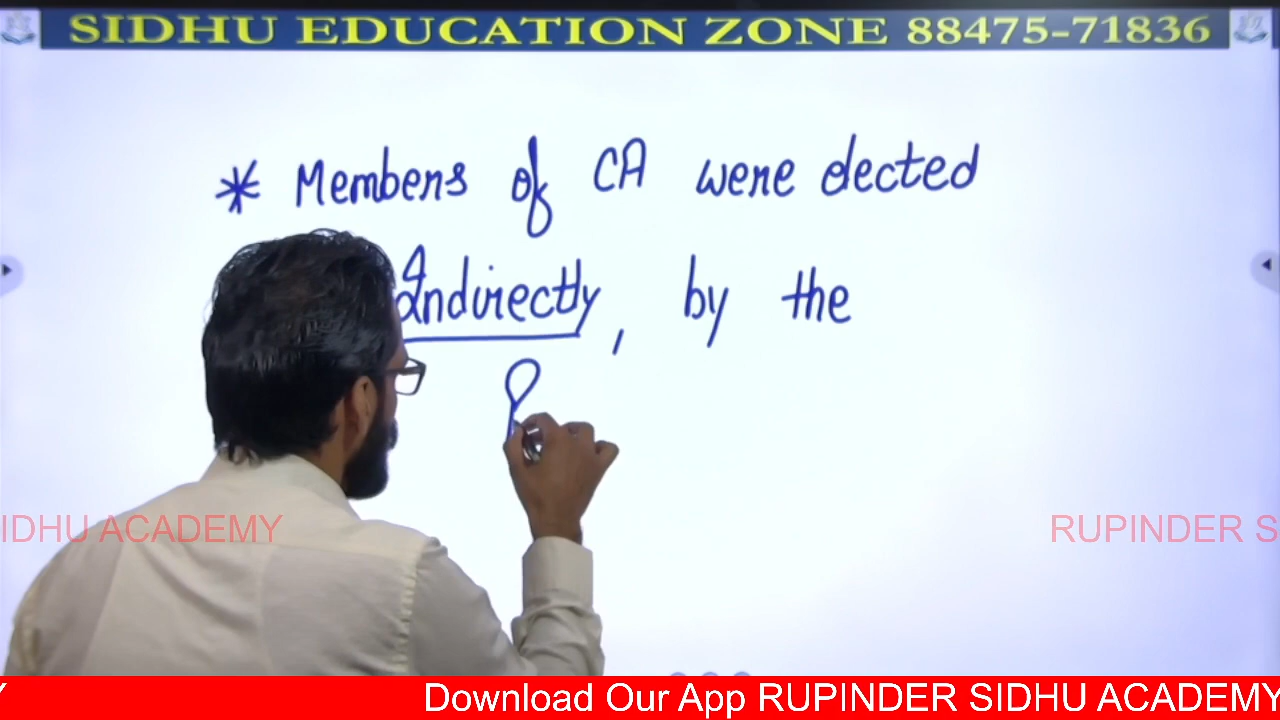 SIDHU EDUCATION ZONE 88475-71836
* Members of CA were elected
Indirectly, by the
P
IDHU ACADEMY
RUPINDER S
Y
Download Our App RUPINDER SIDHU ACADEMY